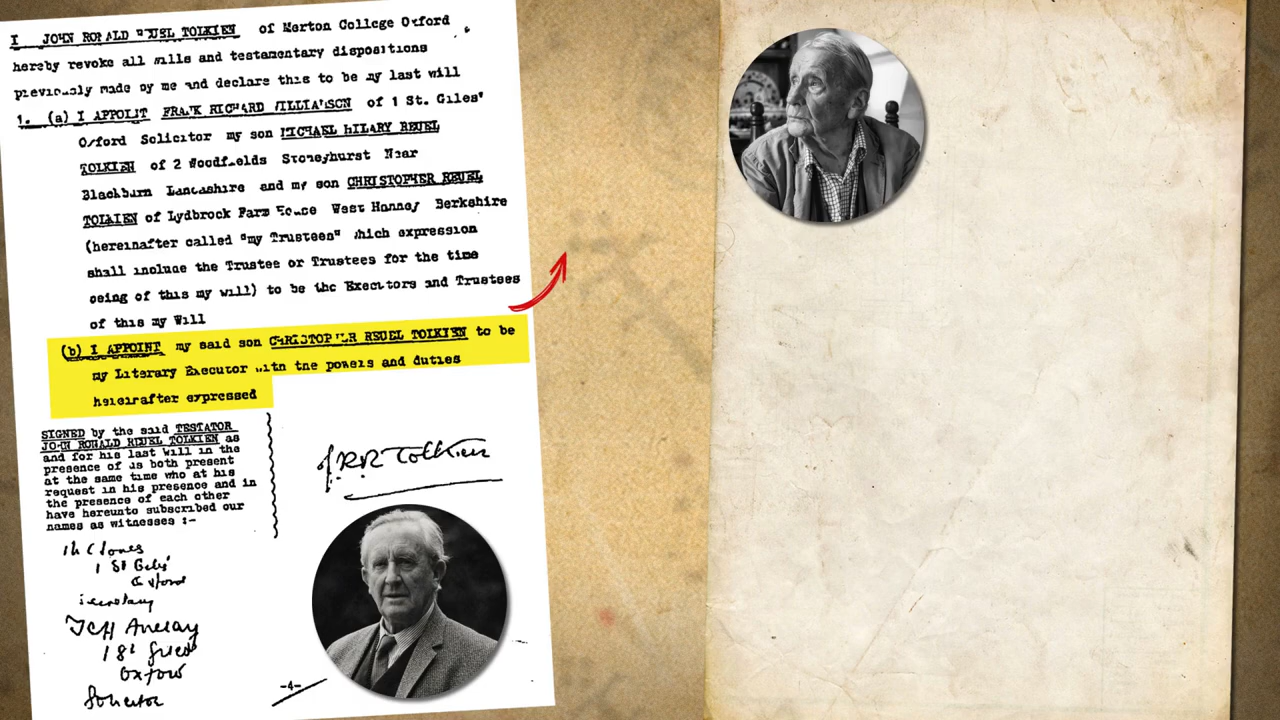 I JOHN RONALD REUEL TOLKIEN of Merton College Oxford
hereby revoke all wills and testamentary dispositions
previously made by me and declare this to be my last will
1. (a) I APPOINT FRANK RICHARD WILLIAMSON of 1 St. Giles'
Oxford Solicitor my son MICHAEL HILARY REUEL
TOLKIEN of 2 Woodfields Stoneyhurst Near
Blackburn Lancashire and my son CHRISTOPHER REUEL
TOLKIEN of Lydbrook Farm House West Hanney Berkshire
(hereinafter called "my Trustees" which expression
shall include the Trustee or Trustees for the time
being of this my will) to be the Executors and Trustees
of this my Will
(b) I APPOINT my said son CHRISTOPHER REUEL TOLKIEN to be
my Literary Executor with the powers and duties
hereinafter expressed
SIGNED by the said TESTATOR
JOHN RONALD REUEL TOLKIEN as
and for his last Will in the
presence of us both present
at the same time who at his
request in his presence and in
the presence of each other
have hereunto subscribed our
names as witnesses :-
J.R.R. Tolkien
Jones
1 St Giles'
Oxford
Secretary
1 St Giles
Oxford
Solicitor
-4-